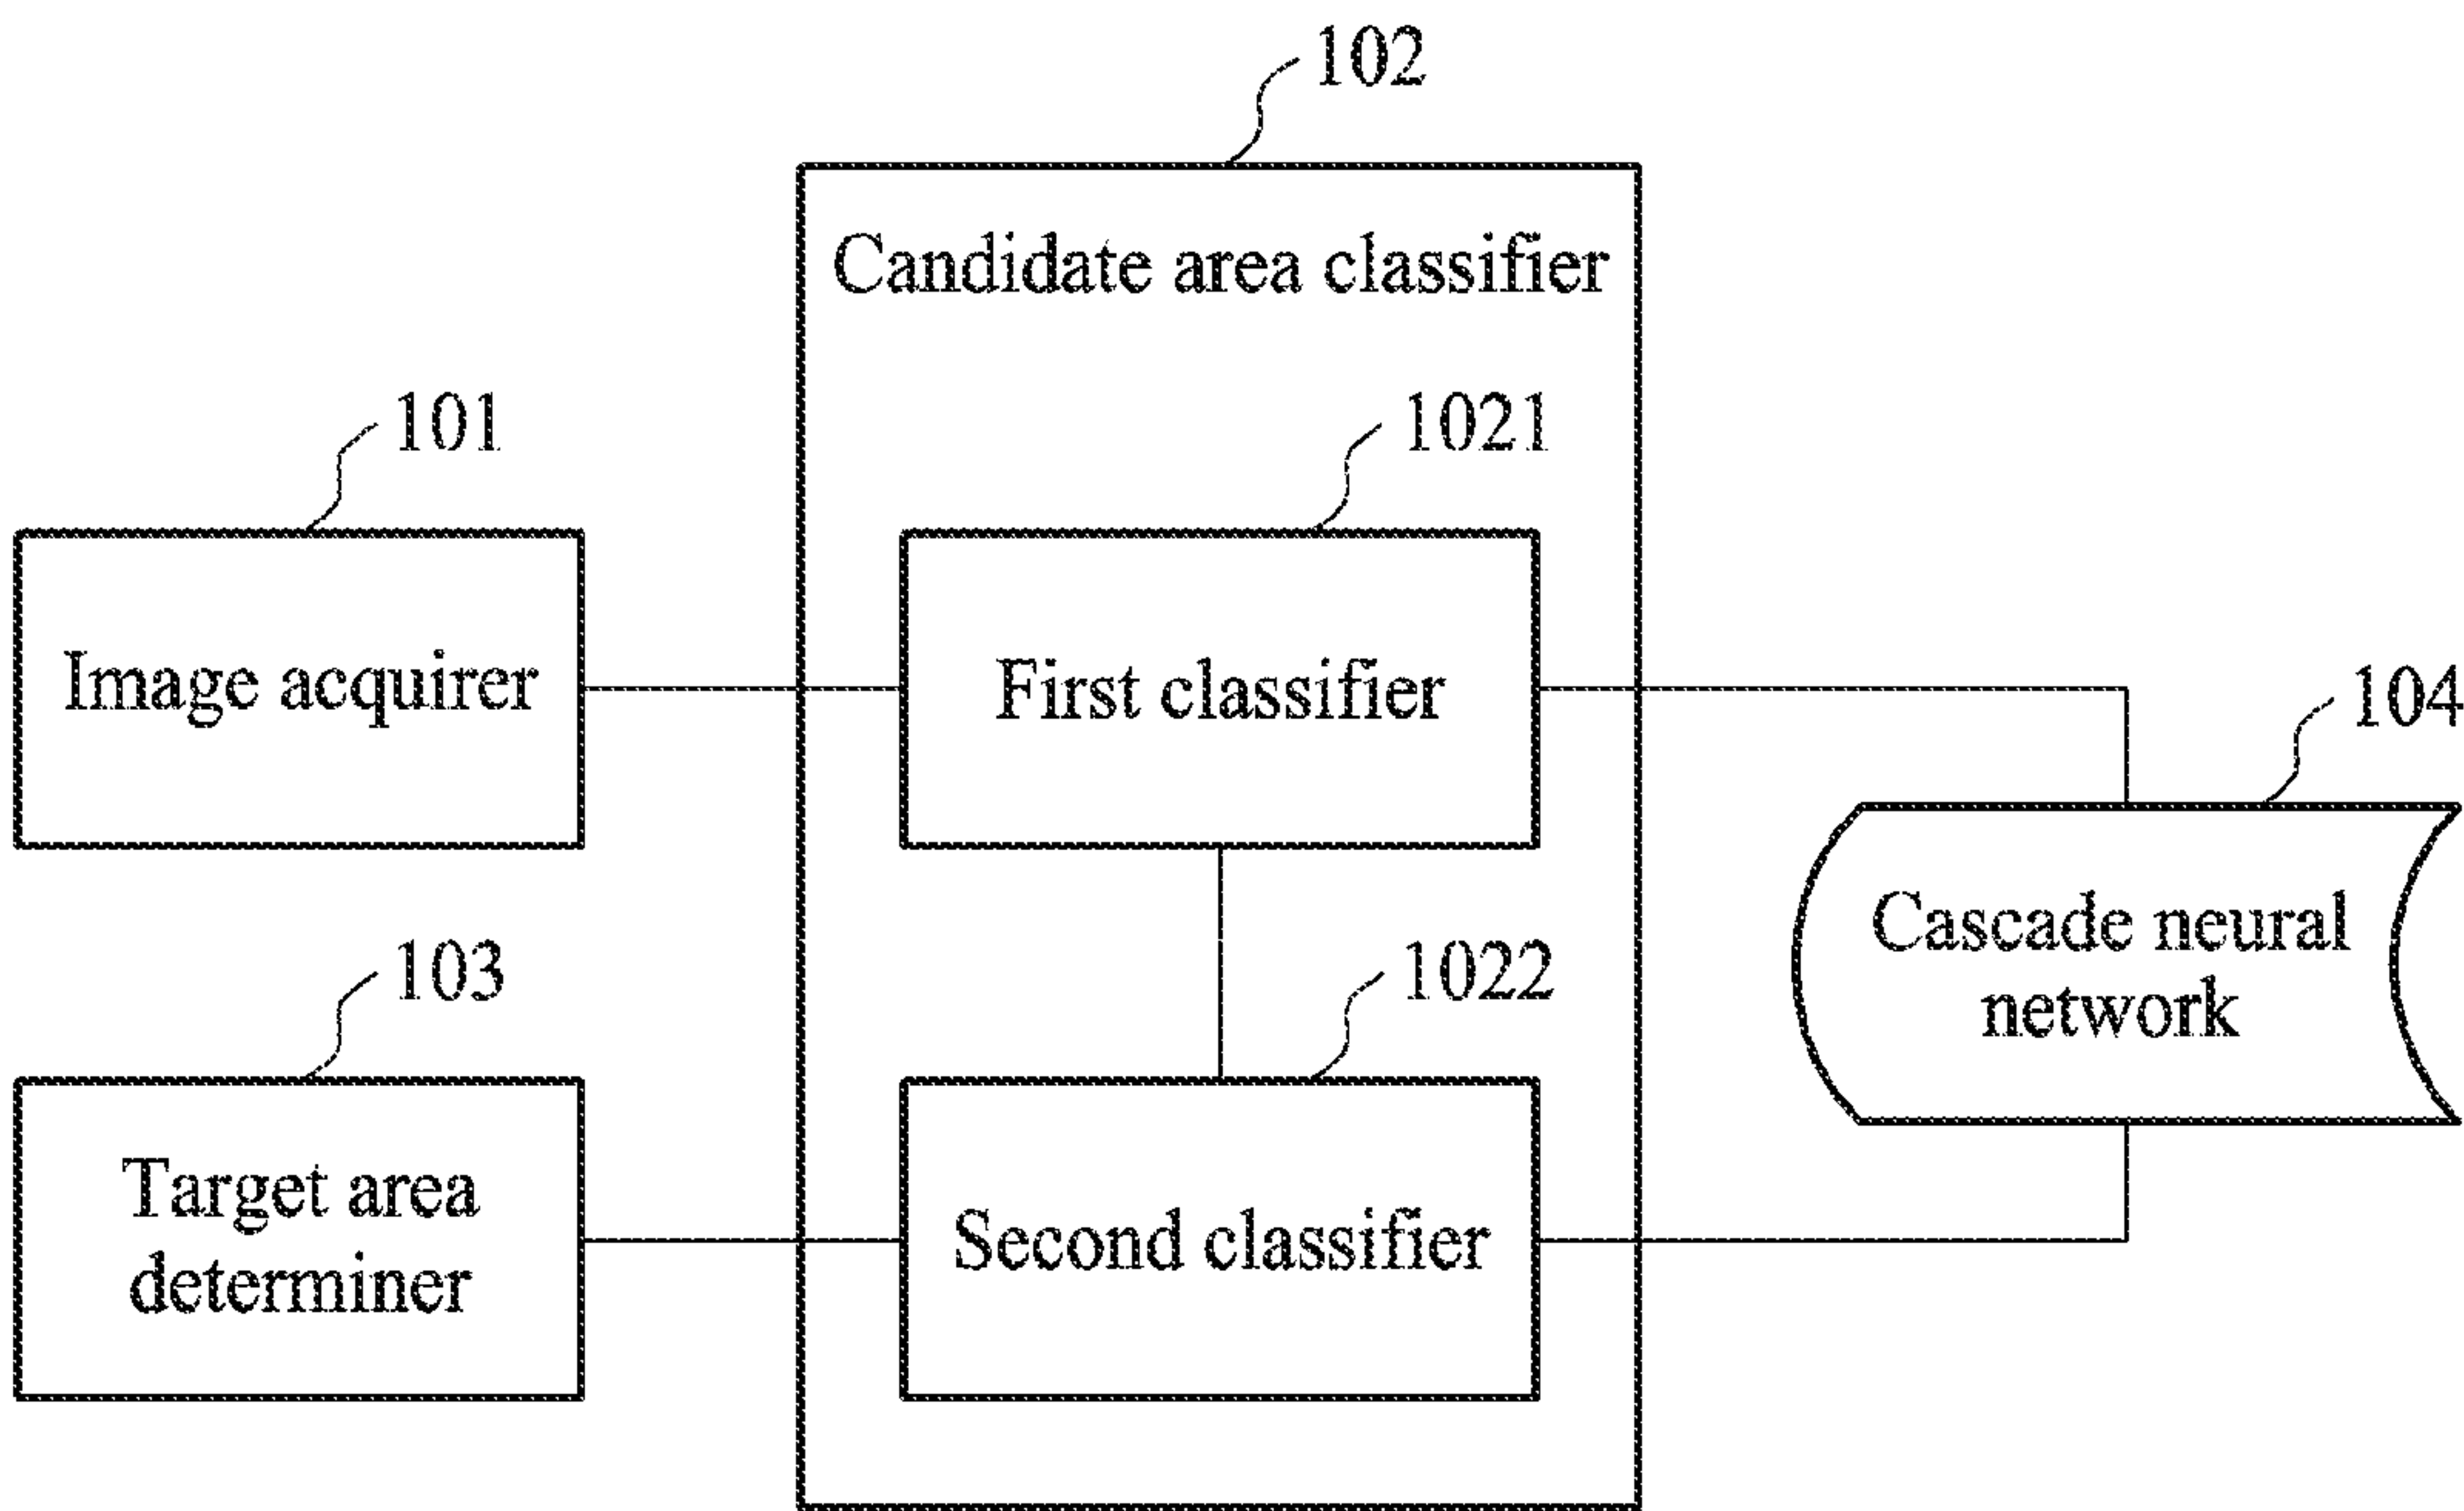 102
Candidate area classifier
101
1021
Image acquirer
First classifier
104
Cascade neural
network
103
1022
Target area
determiner
Second classifier